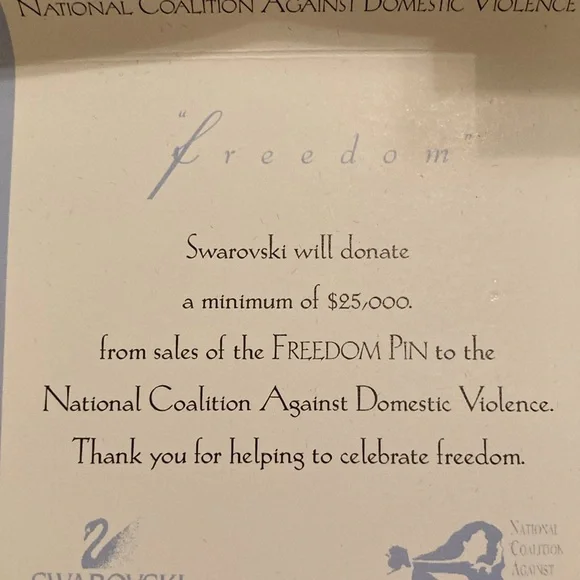 NATIONAL COALITION AGAINST DOMESTIC VIOLENCE
"freedom"
Swarovski will donate
a minimum of $25,000.
from sales of the FREEDOM PIN to the
National Coalition Against Domestic Violence.
Thank you for helping to celebrate freedom.
SWAROVSKI
NATIONAL
COALITION
AGAINST